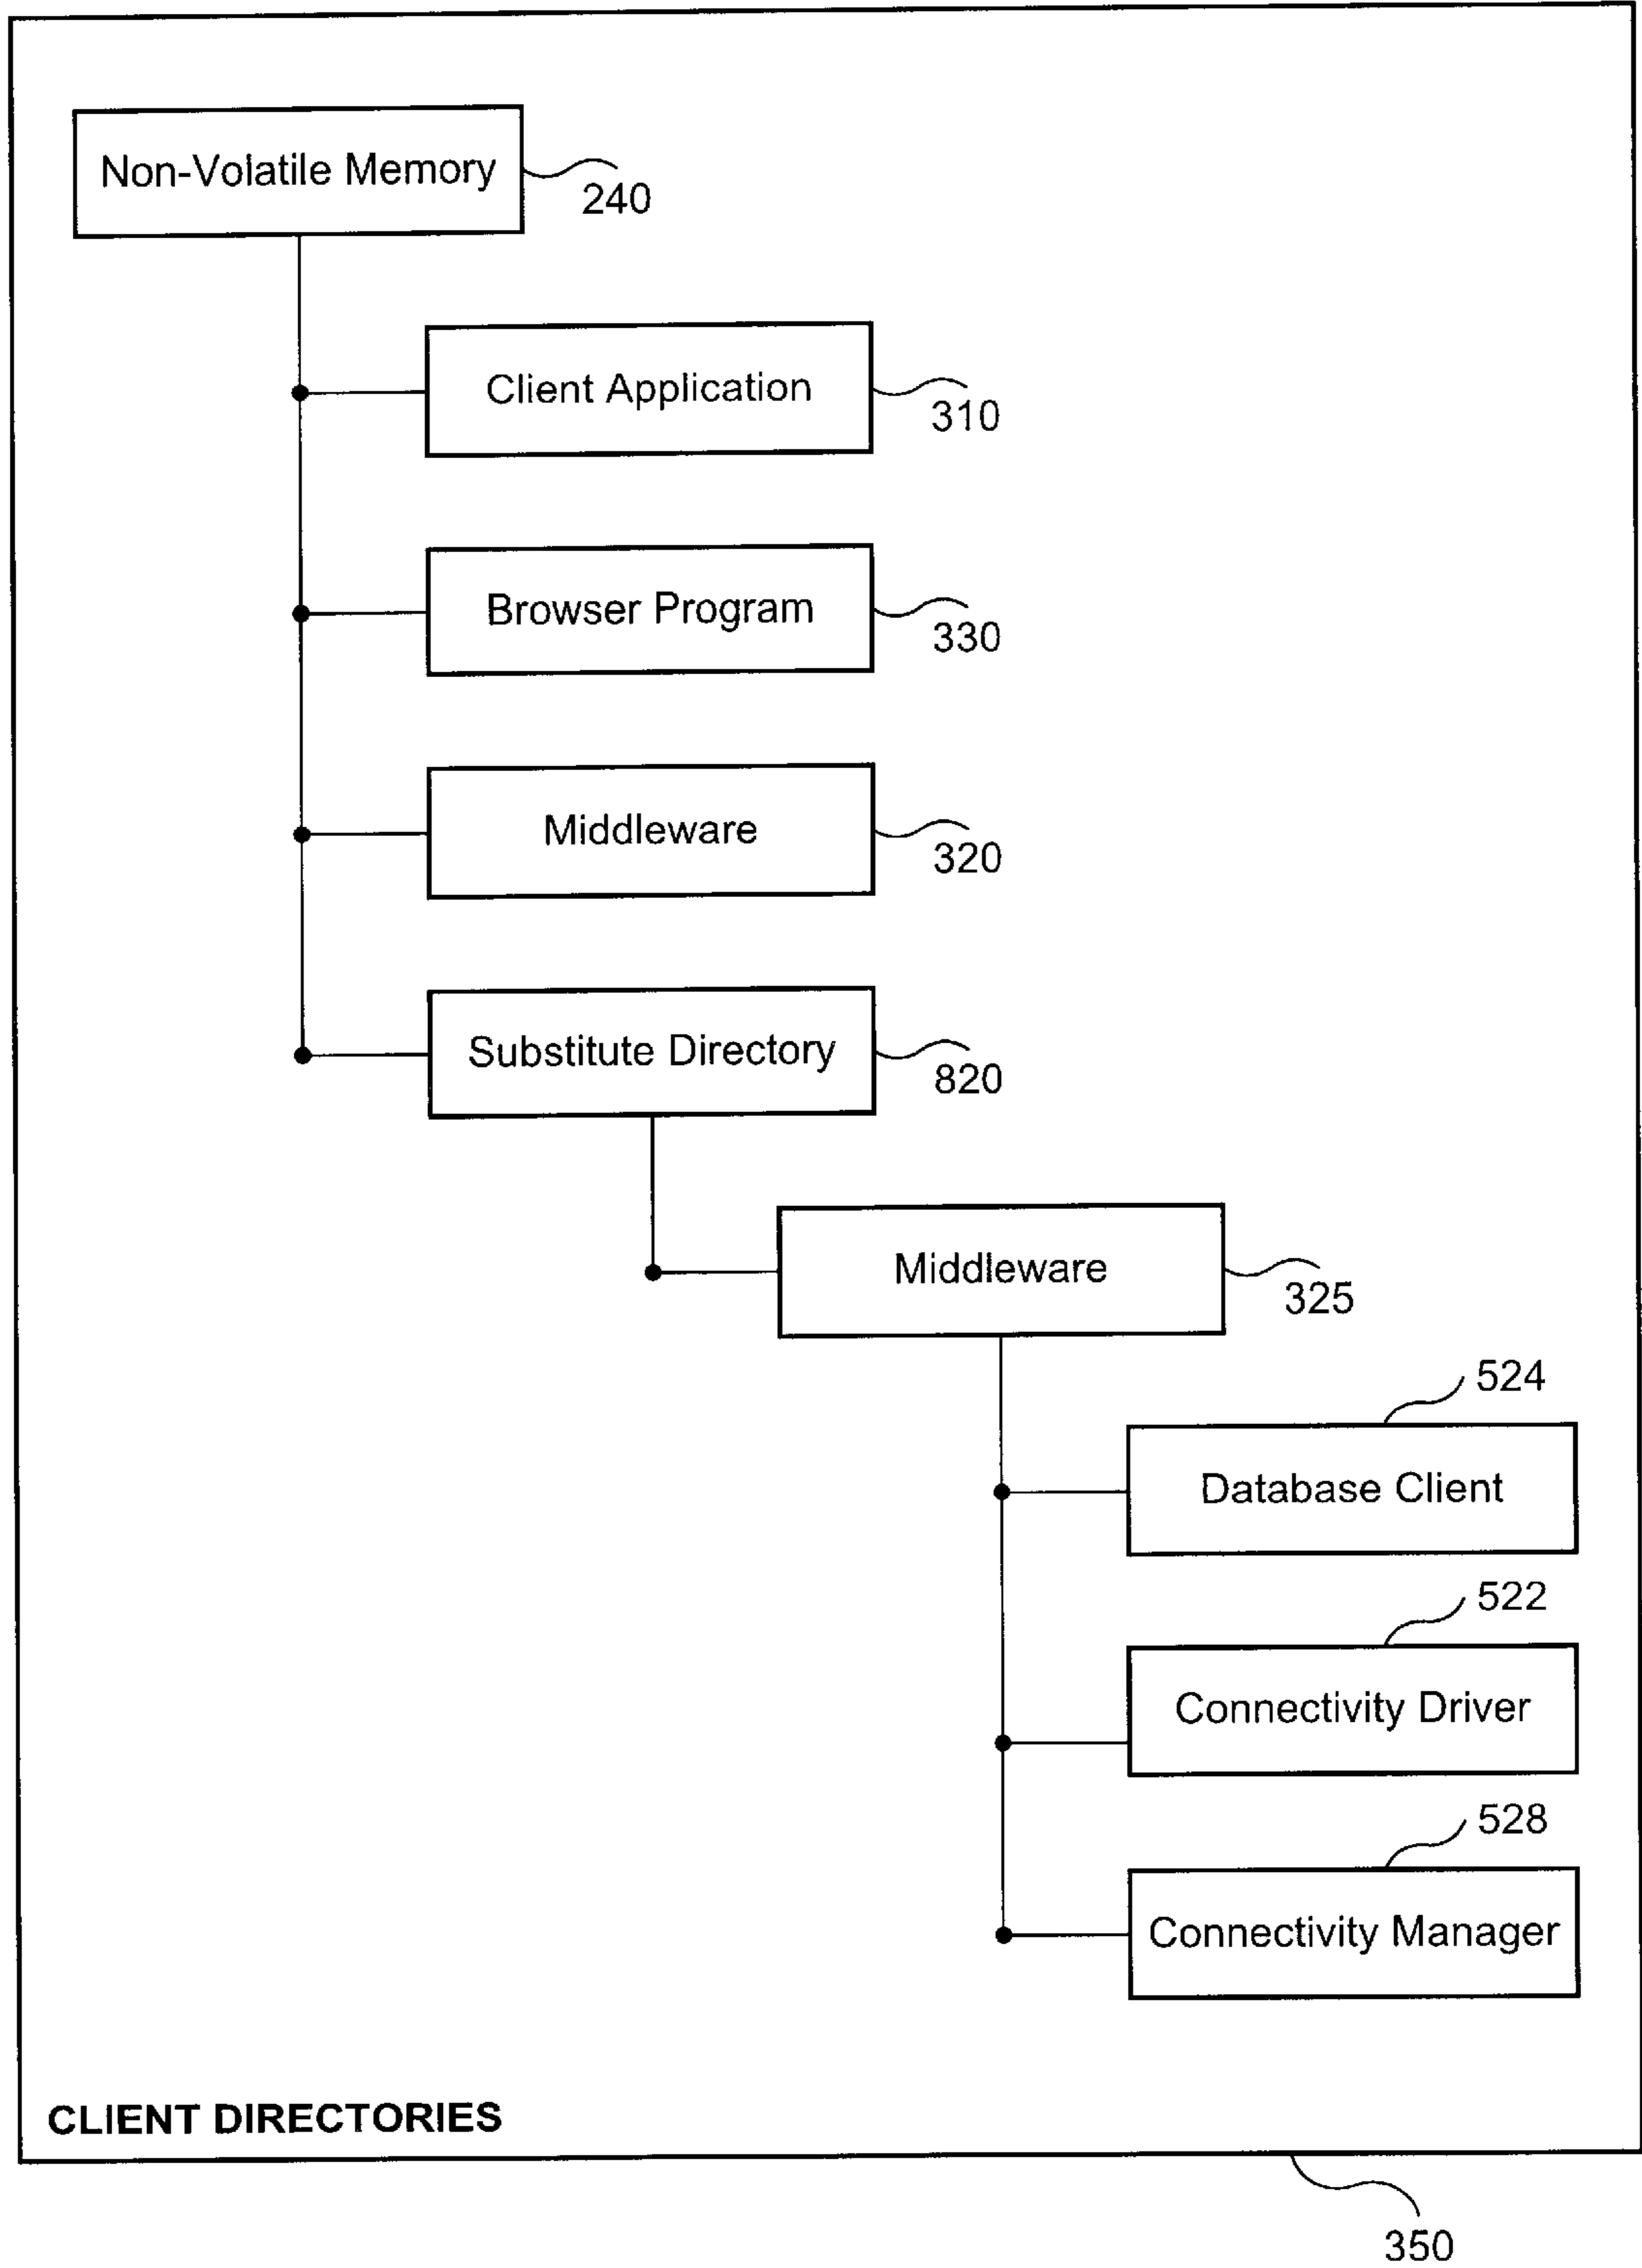 Non-Volatile Memory
240
Client Application
310
Browser Program
330
Middleware
320
Substitute Directory
820
Middleware
325
524
Database Client
522
Connectivity Driver
528
Connectivity Manager
CLIENT DIRECTORIES
350